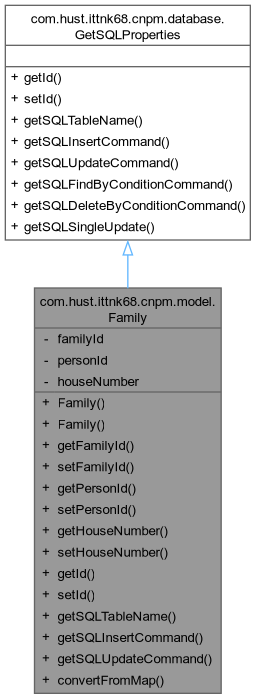 com.hust.ittnk68.cnpm.database.
GetSQLProperties
+ getId()
+ setId()
+ getSQLTableName()
+ getSQLInsertCommand()
+ getSQLUpdateCommand()
+ getSQLFindByConditionCommand()
+ getSQLDeleteByConditionCommand()
+ getSQLSingleUpdate()
com.hust.ittnk68.cnpm.model.
Family
- familyId
- personId
- houseNumber
+ Family()
+ Family()
+ getFamilyId()
+ setFamilyId()
+ getPersonId()
+ setPersonId()
+ getHouseNumber()
+ setHouseNumber()
+ getId()
+ setId()
+ getSQLTableName()
+ getSQLInsertCommand()
+ getSQLUpdateCommand()
+ convertFromMap()